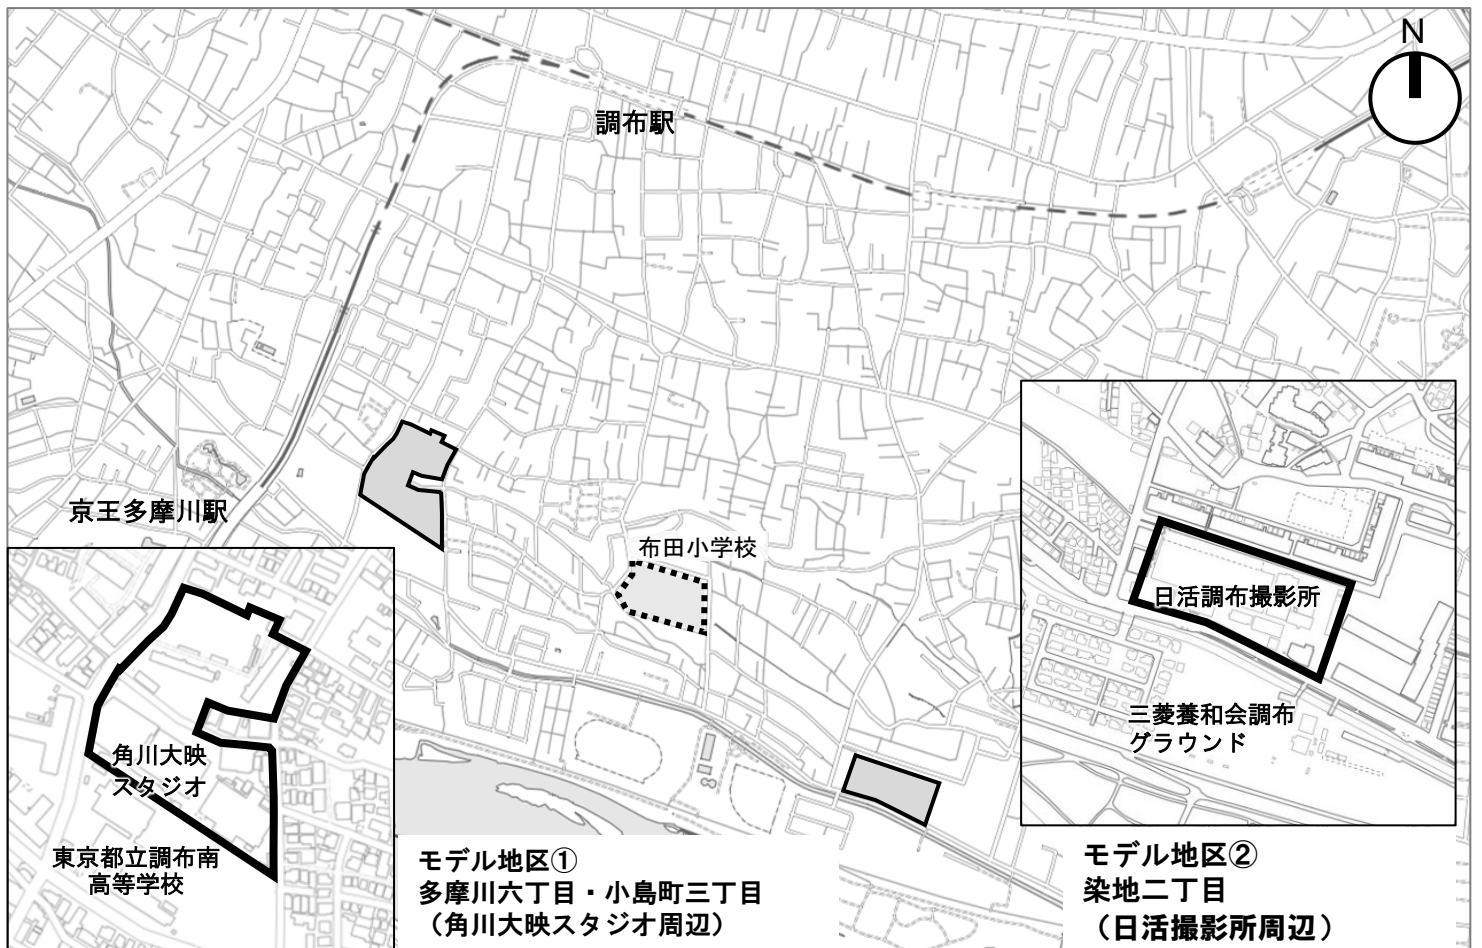 N
調布駅
京王多摩川駅
布田小学校
日活調布撮影所
三菱養和会調布
グラウンド
角川大映
スタジオ
東京都立調布南
高等学校
モデル地区①
多摩川六丁目・小島町三丁目
（角川大映スタジオ周辺）
モデル地区②
染地二丁目
（日活撮影所周辺）